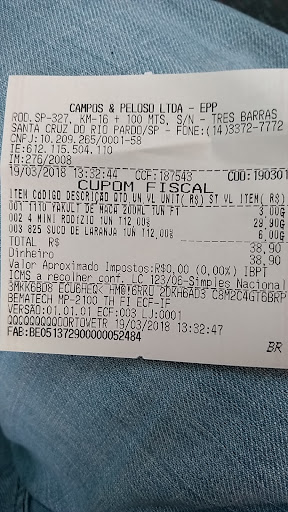 CAMPOS & PELOSO LTDA - EPP
ROD.SP-327, KM-16 + 100 MTS, S/N - TRES BARRAS
SANTA CRUZ DO RIO PARDO/SP - FONE:(14)3372-7772
CNPJ:10.209.265/0001-58
IE:612.115.504.110
IM:276/2008
19/03/2018 13:32:44 CCF:187543 COO:190301
CUPOM FISCAL
ITEM CÓDIGO DESCRIÇÃO QTD UN VL UNIT( R$) ST VL ITEM( R$)
001 1110 YAKULT DE MAÇA 200ML 1UN F1 3,00G
002 4 MINI RODIZIO 1UN T12,00% 29,90G
003 825 SUCO DE LARANJA 1UN T12,00% 6,00G
TOTAL R$ 38,90
Dinheiro 38,90
Valor Aproximado Impostos:R$0,00 (0,00%) IBPT
ICMS a recolher conf. LC 123/06-Simples Nacional
BEMATECH MP-2100 TH FI ECF-IF
VERSÃO:01.01.01 ECF:003 LJ:0001
QQQQQQQQQQRTOVETR 19/03/2018 13:32:47
FAB:BE051372900000052484
BR